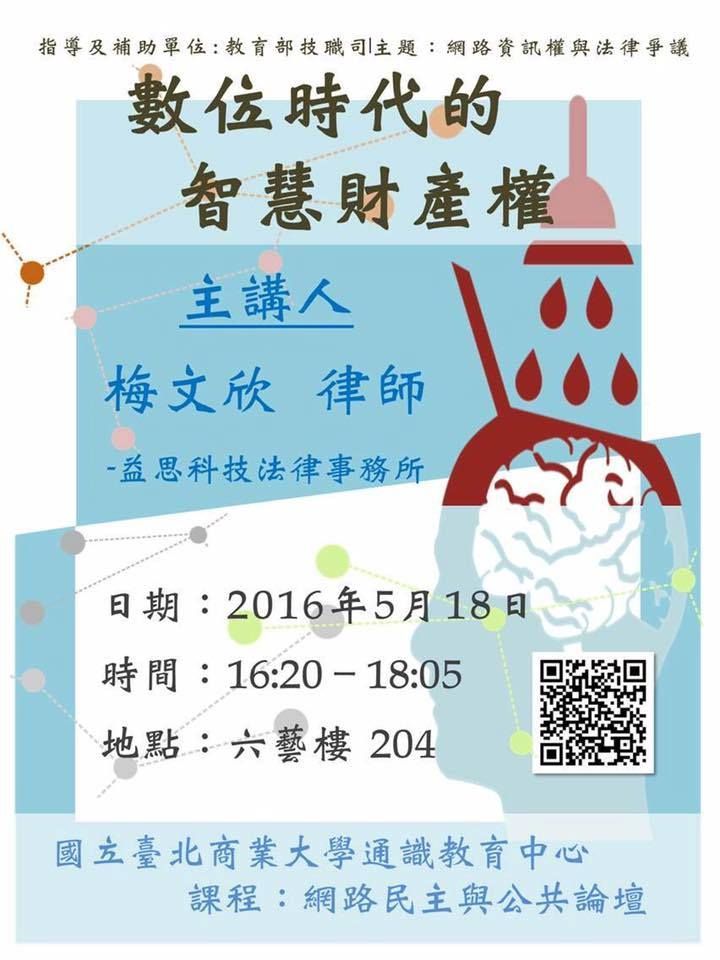 指導及補助單位:教育部技職司|主題：網路資訊權與法律爭議
數位時代的
智慧財產權
主講人
梅文欣 律師
-益思科技法律事務所
日期：2016年5月18日
時間：16:20 – 18:05
地點：六藝樓 204
國立臺北商業大學通識教育中心
課程：網路民主與公共論壇